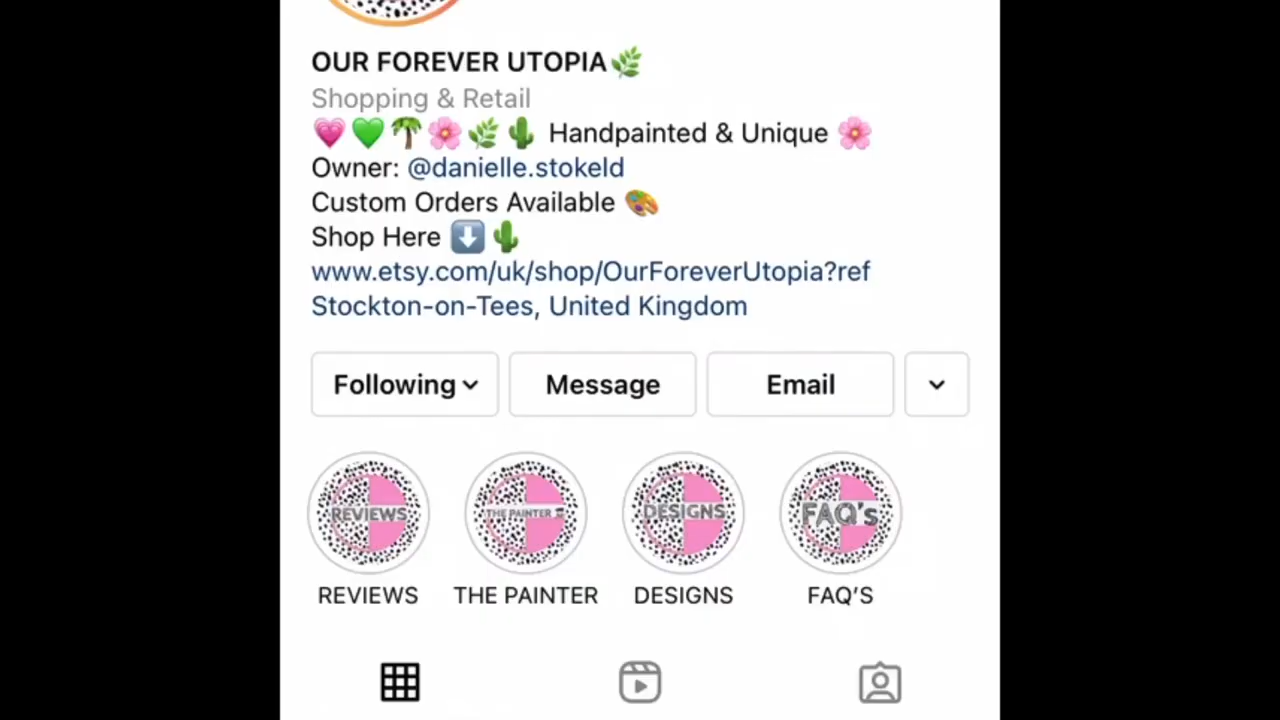 OUR FOREVER UTOPIA🌿
Shopping & Retail
💗💚🌴🌸🌿🌵 Handpainted & Unique 🌸
Owner: @danielle.stokeld
Custom Orders Available 🎨
Shop Here ⬇️🌵
www.etsy.com/uk/shop/OurForeverUtopia?ref
Stockton-on-Tees, United Kingdom
Following Message Email
REVIEWS THE PAINTER DESIGNS FAQ's
REVIEWS THE PAINTER DESIGNS FAQ'S